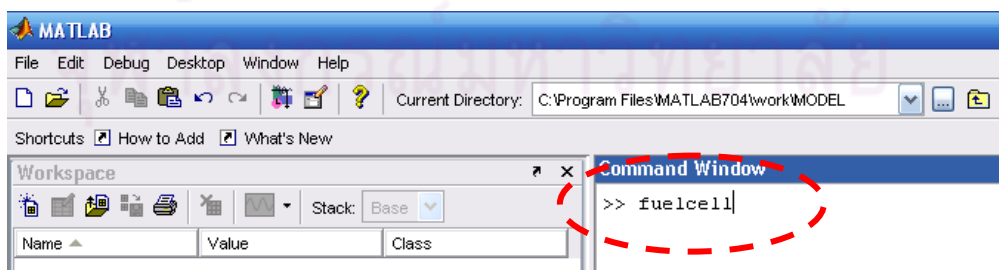 MATLAB
File Edit Debug Desktop Window Help
Current Directory: C:\Program Files\MATLAB704\work\MODEL
Shortcuts How to Add What's New
Workspace
Command Window
Stack: Base
>> fuelcell
Name Value Class